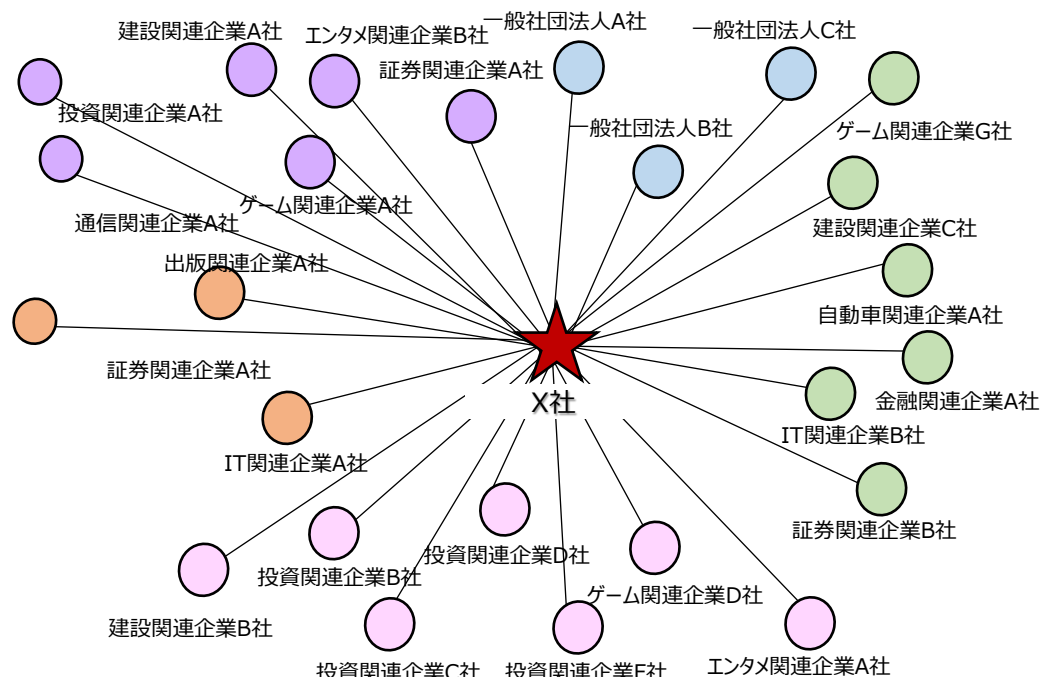 建設関連企業A社
エンタメ関連企業B社
一般社団法人A社
一般社団法人C社
証券関連企業A社
投資関連企業A社
一般社団法人B社
ゲーム関連企業G社
ゲーム関連企業A社
通信関連企業A社
建設関連企業C社
出版関連企業A社
自動車関連企業A社
証券関連企業A社
X社
金融関連企業A社
IT関連企業B社
IT関連企業A社
証券関連企業B社
投資関連企業D社
投資関連企業B社
ゲーム関連企業D社
建設関連企業B社
エンタメ関連企業A社
投資関連企業C社